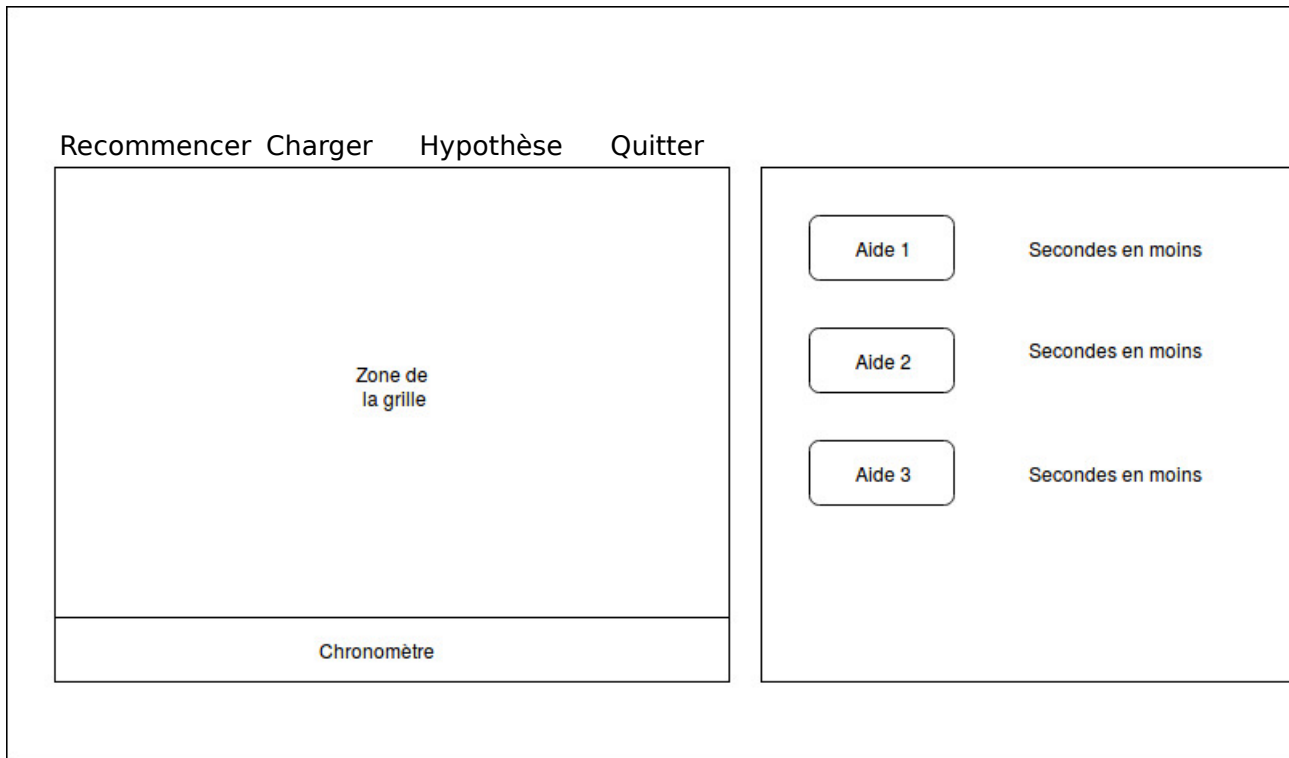 Recommencer Charger Hypothèse Quitter
Zone de
la grille
Chronomètre
Aide 1 Secondes en moins
Aide 2 Secondes en moins
Aide 3 Secondes en moins